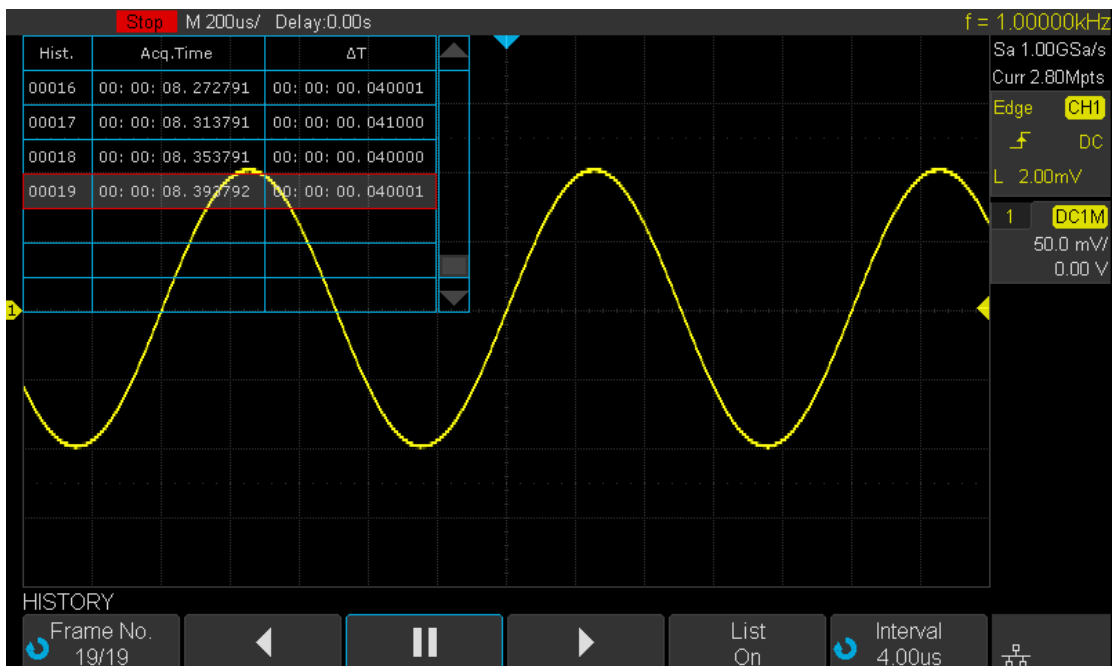 Stop M 200us/ Delay:0.00s f = 1.00000kHz
Hist. Acq.Time ΔT
00016 00: 00: 08. 272791 00: 00: 00. 040001
00017 00: 00: 08. 313791 00: 00: 00. 041000
00018 00: 00: 08. 353791 00: 00: 00. 040000
00019 00: 00: 08. 393792 00: 00: 00. 040001
Sa 1.00GSa/s
Curr 2.80Mpts
Edge CH1
DC
L 2.00mV
1 DC1M
50.0 mV/
0.00 V
1
HISTORY
Frame No.
19/19
List
On
Interval
4.00us